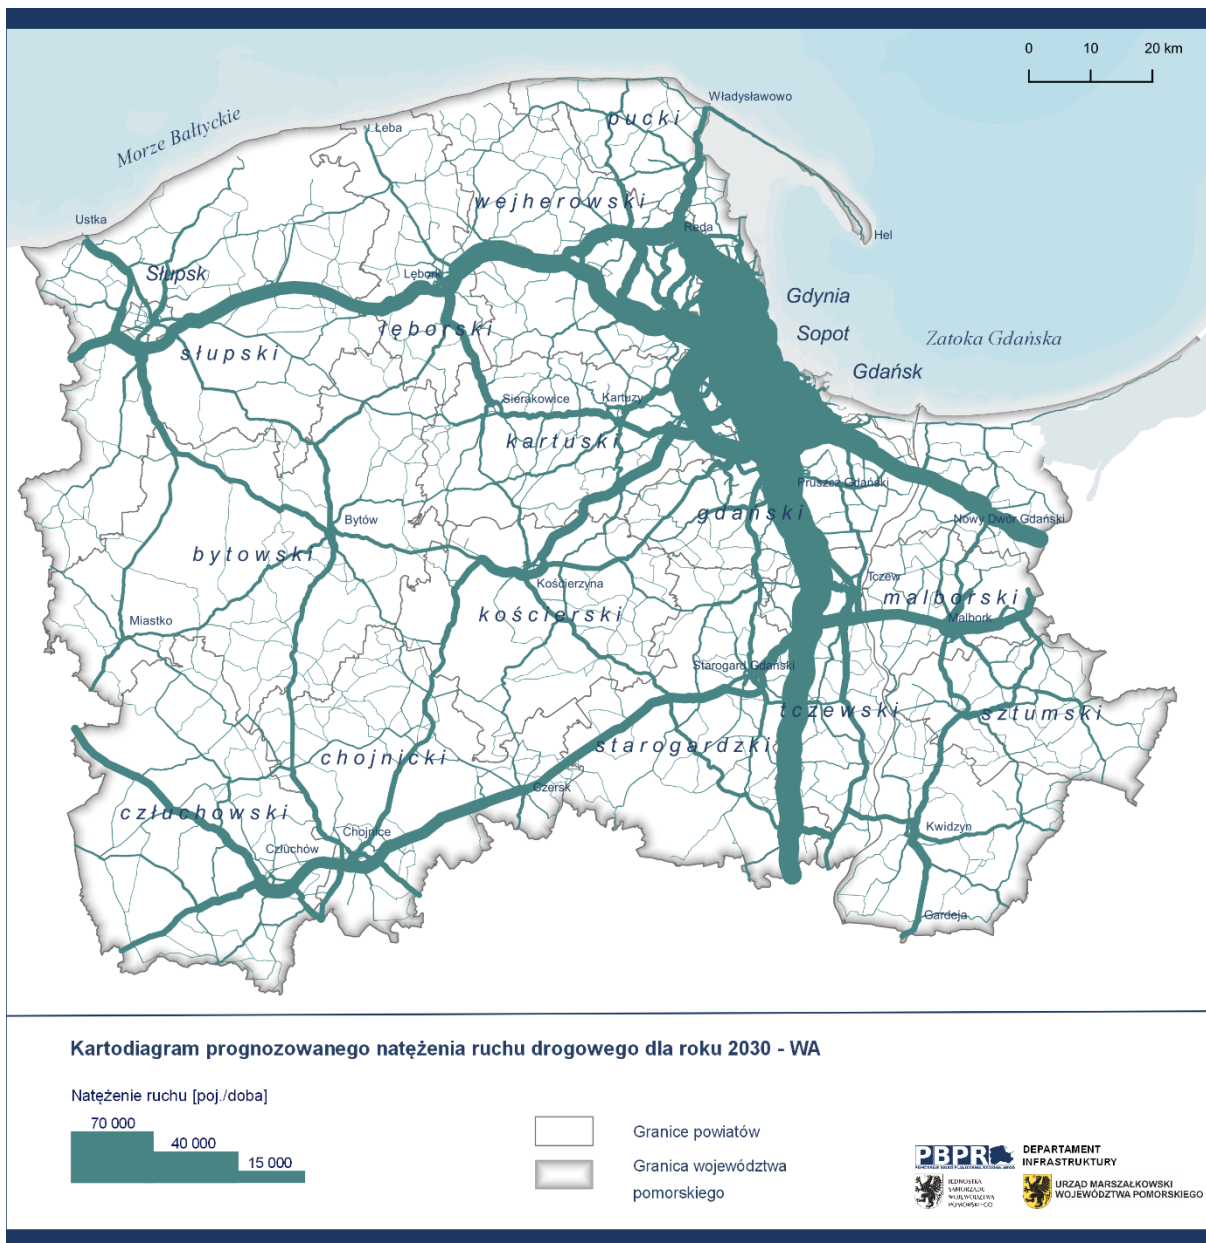 0 10 20 km
Władysławowo
pucki
Łeba
Morze Bałtyckie
wejherowski
Ustka
Reda
Hel
Słupsk
Lębork
Gdynia
lęborski
Sopot
Zatoka Gdańska
słupski
Gdańsk
Sierakowice
Kartuzy
kartuski
Pruszcz Gdański
gdański
Nowy Dwór Gdański
Bytów
bytowski
Kościerzyna
Tczew
malborski
kościerski
Malbork
Miastko
Starogard Gdański
tczewski
sztumski
starogardzki
chojnicki
Czersk
człuchowski
Chojnice
Kwidzyn
Człuchów
Gardeja
Kartodiagram prognozowanego natężenia ruchu drogowego dla roku 2030 - WA
Natężenie ruchu [poj./doba]
70 000
40 000
15 000
Granice powiatów
Granica województwa
pomorskiego
PBPR
DEPARTAMENT
INFRASTRUKTURY
JEDNOSTKA
SAMORZĄDU
WOJEWÓDZTWA
POMORSKIEGO
URZĄD MARSZAŁKOWSKI
WOJEWÓDZTWA POMORSKIEGO